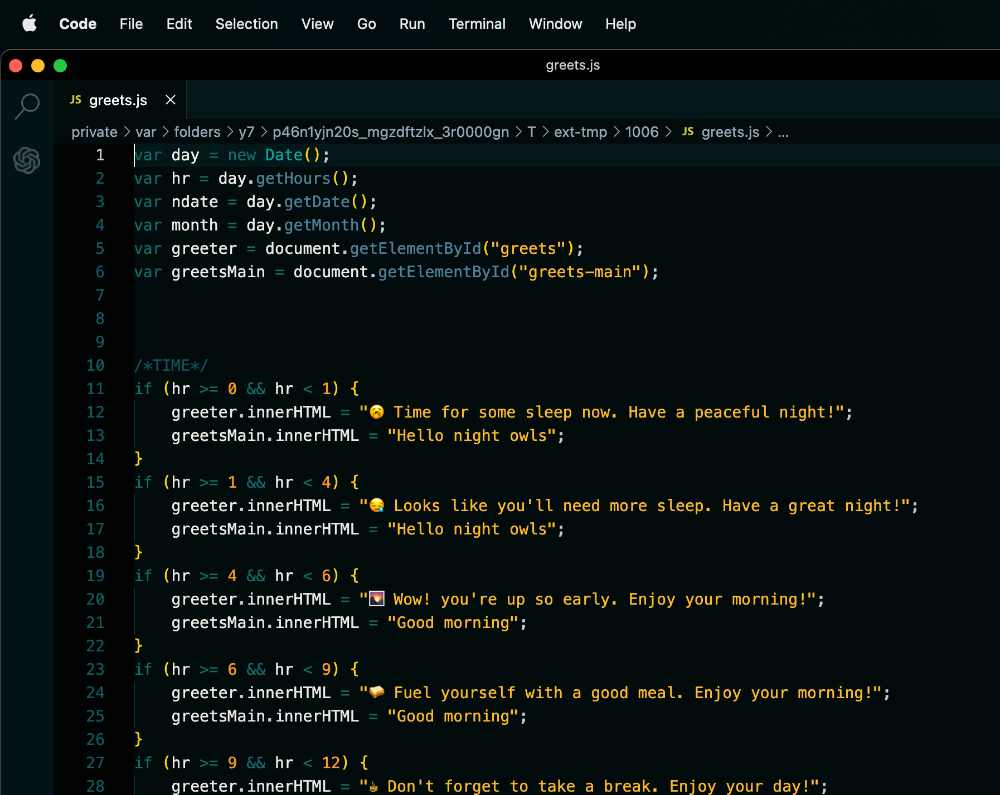 Code File Edit Selection View Go Run Terminal Window Help
greets.js
JS greets.js ×
private > var > folders > y7 > p46n1yjn20s_mgzdftzlx_3r0000gn > T > ext-tmp > 1006 > JS greets.js > ...
1 var day = new Date();
2 var hr = day.getHours();
3 var ndate = day.getDate();
4 var month = day.getMonth();
5 var greeter = document.getElementById("greets");
6 var greetsMain = document.getElementById("greets-main");
7
8
9
10 /*TIME*/
11 if (hr >= 0 && hr < 1) {
12     greeter.innerHTML = "🥱 Time for some sleep now. Have a peaceful night!";
13     greetsMain.innerHTML = "Hello night owls";
14 }
15 if (hr >= 1 && hr < 4) {
16     greeter.innerHTML = "😪 Looks like you'll need more sleep. Have a great night!";
17     greetsMain.innerHTML = "Hello night owls";
18 }
19 if (hr >= 4 && hr < 6) {
20     greeter.innerHTML = "🌄 Wow! you're up so early. Enjoy your morning!";
21     greetsMain.innerHTML = "Good morning";
22 }
23 if (hr >= 6 && hr < 9) {
24     greeter.innerHTML = "🥪 Fuel yourself with a good meal. Enjoy your morning!";
25     greetsMain.innerHTML = "Good morning";
26 }
27 if (hr >= 9 && hr < 12) {
28     greeter.innerHTML = "☕ Don't forget to take a break. Enjoy your day!";